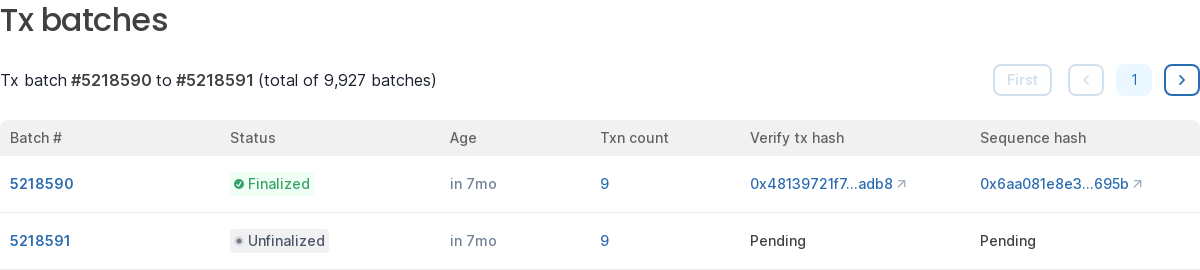 Tx batches
Tx batch #5218590 to #5218591 (total of 9,927 batches)
First
1
Batch # Status Age Txn count Verify tx hash Sequence hash
5218590 Finalized in 7mo 9 0x48139721f7...adb8 0x6aa081e8e3...695b
5218591 Unfinalized in 7mo 9 Pending Pending